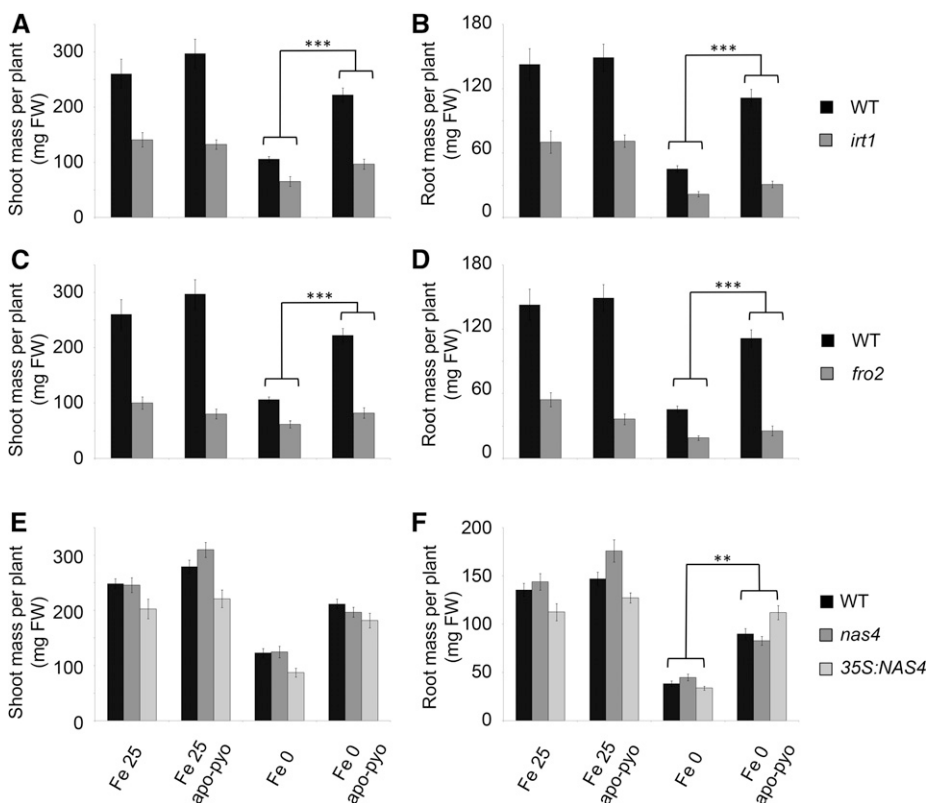 A
Shoot mass per plant
(mg FW)
300
200
100
0
***
B
Root mass per plant
(mg FW)
180
120
60
0
***
WT
irt1
C
Shoot mass per plant
(mg FW)
300
200
100
0
***
D
Root mass per plant
(mg FW)
180
120
60
0
***
WT
fro2
E
Shoot mass per plant
(mg FW)
300
200
100
0
Fe 25
Fe 25
apo-pyo
Fe 0
Fe 0
apo-pyo
F
Root mass per plant
(mg FW)
200
150
100
50
0
**
Fe 25
Fe 25
apo-pyo
Fe 0
Fe 0
apo-pyo
WT
nas4
35S:NAS4